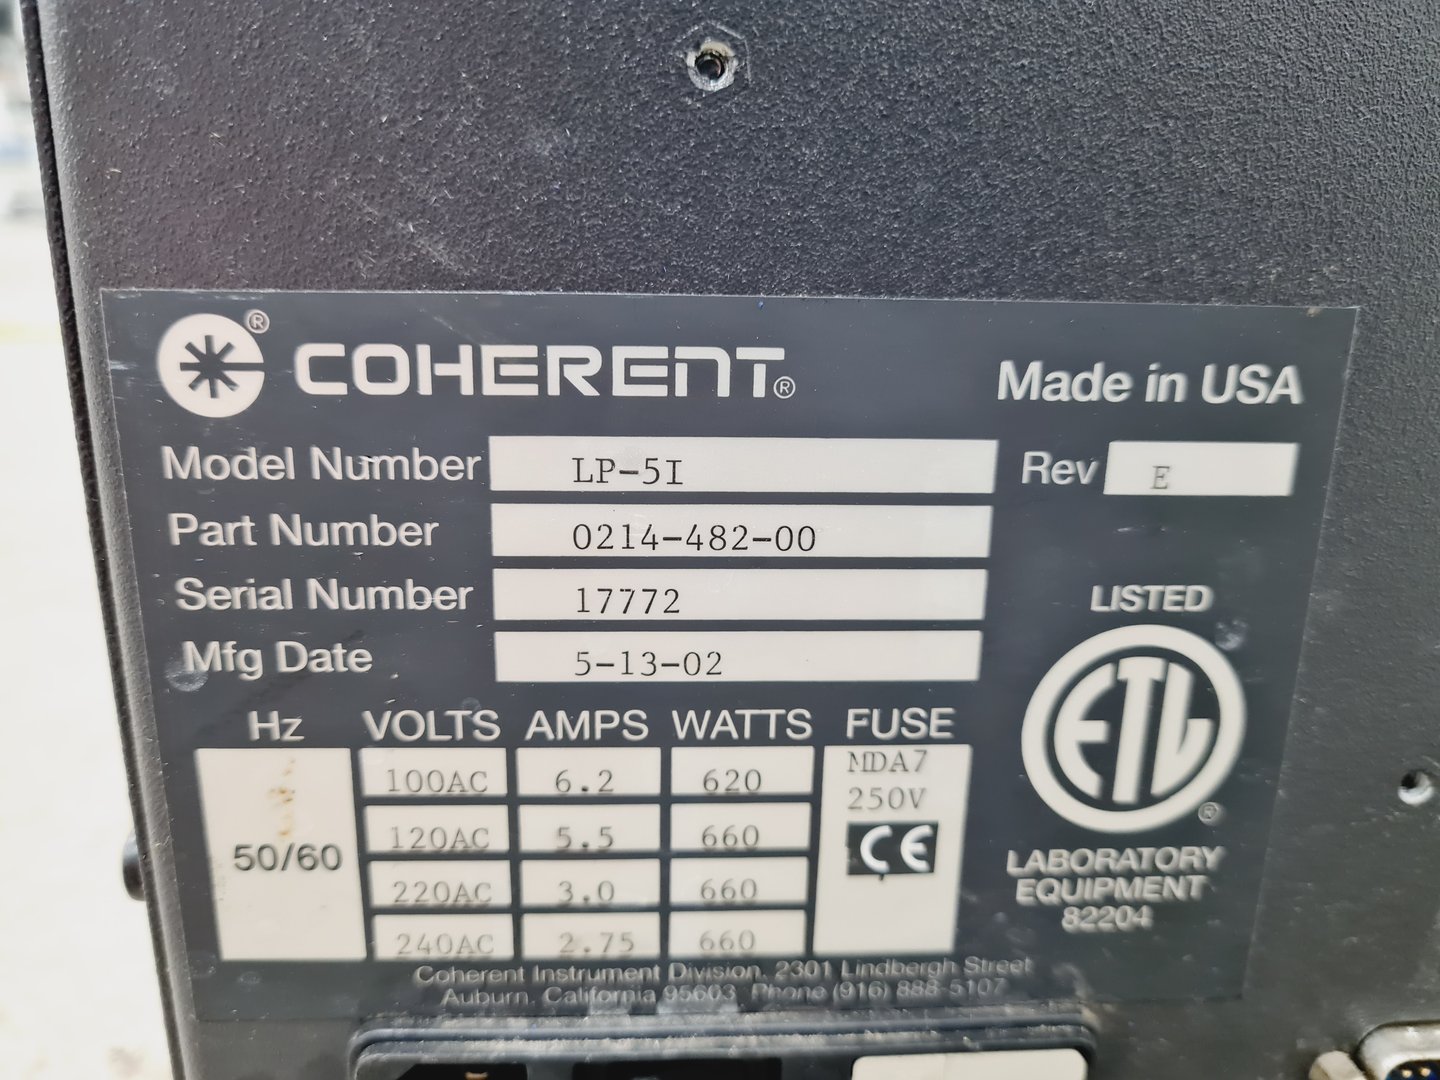 ® COHERENT® Made in USA
Model Number LP-5I Rev E
Part Number 0214-482-00
Serial Number 17772
Mfg Date 5-13-02
LISTED
ETL ®
LABORATORY
EQUIPMENT
82204
Hz VOLTS AMPS WATTS FUSE
50/60 100AC 6.2 620 MDA7
250V
120AC 5.5 660 CE
220AC 3.0 660
240AC 2.75 660
Coherent Instrument Division, 2301 Lindbergh Street
Auburn, California 95603 Phone (916) 888-5107